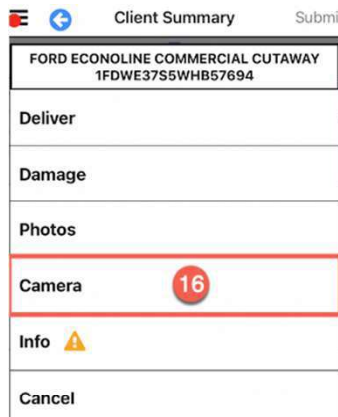 Client Summary Submi
FORD ECONOLINE COMMERCIAL CUTAWAY
1FDWE37S5WHB57694
Deliver
Damage
Photos
Camera 16
Info
Cancel